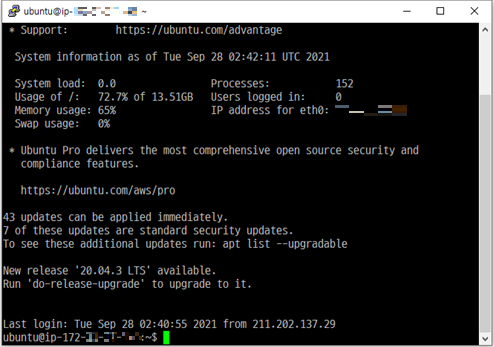 ubuntu@ip-
* Support:        https://ubuntu.com/advantage
System information as of Tue Sep 28 02:42:11 UTC 2021
System load:  0.0                Processes:           152
Usage of /:   72.7% of 13.51GB   Users logged in:     0
Memory usage: 65%                IP address for eth0:
Swap usage:   0%
* Ubuntu Pro delivers the most comprehensive open source security and
compliance features.
https://ubuntu.com/aws/pro
43 updates can be applied immediately.
7 of these updates are standard security updates.
To see these additional updates run: apt list --upgradable
New release '20.04.3 LTS' available.
Run 'do-release-upgrade' to upgrade to it.
Last login: Tue Sep 28 02:40:55 2021 from 211.202.137.29
ubuntu@ip-172-:~$